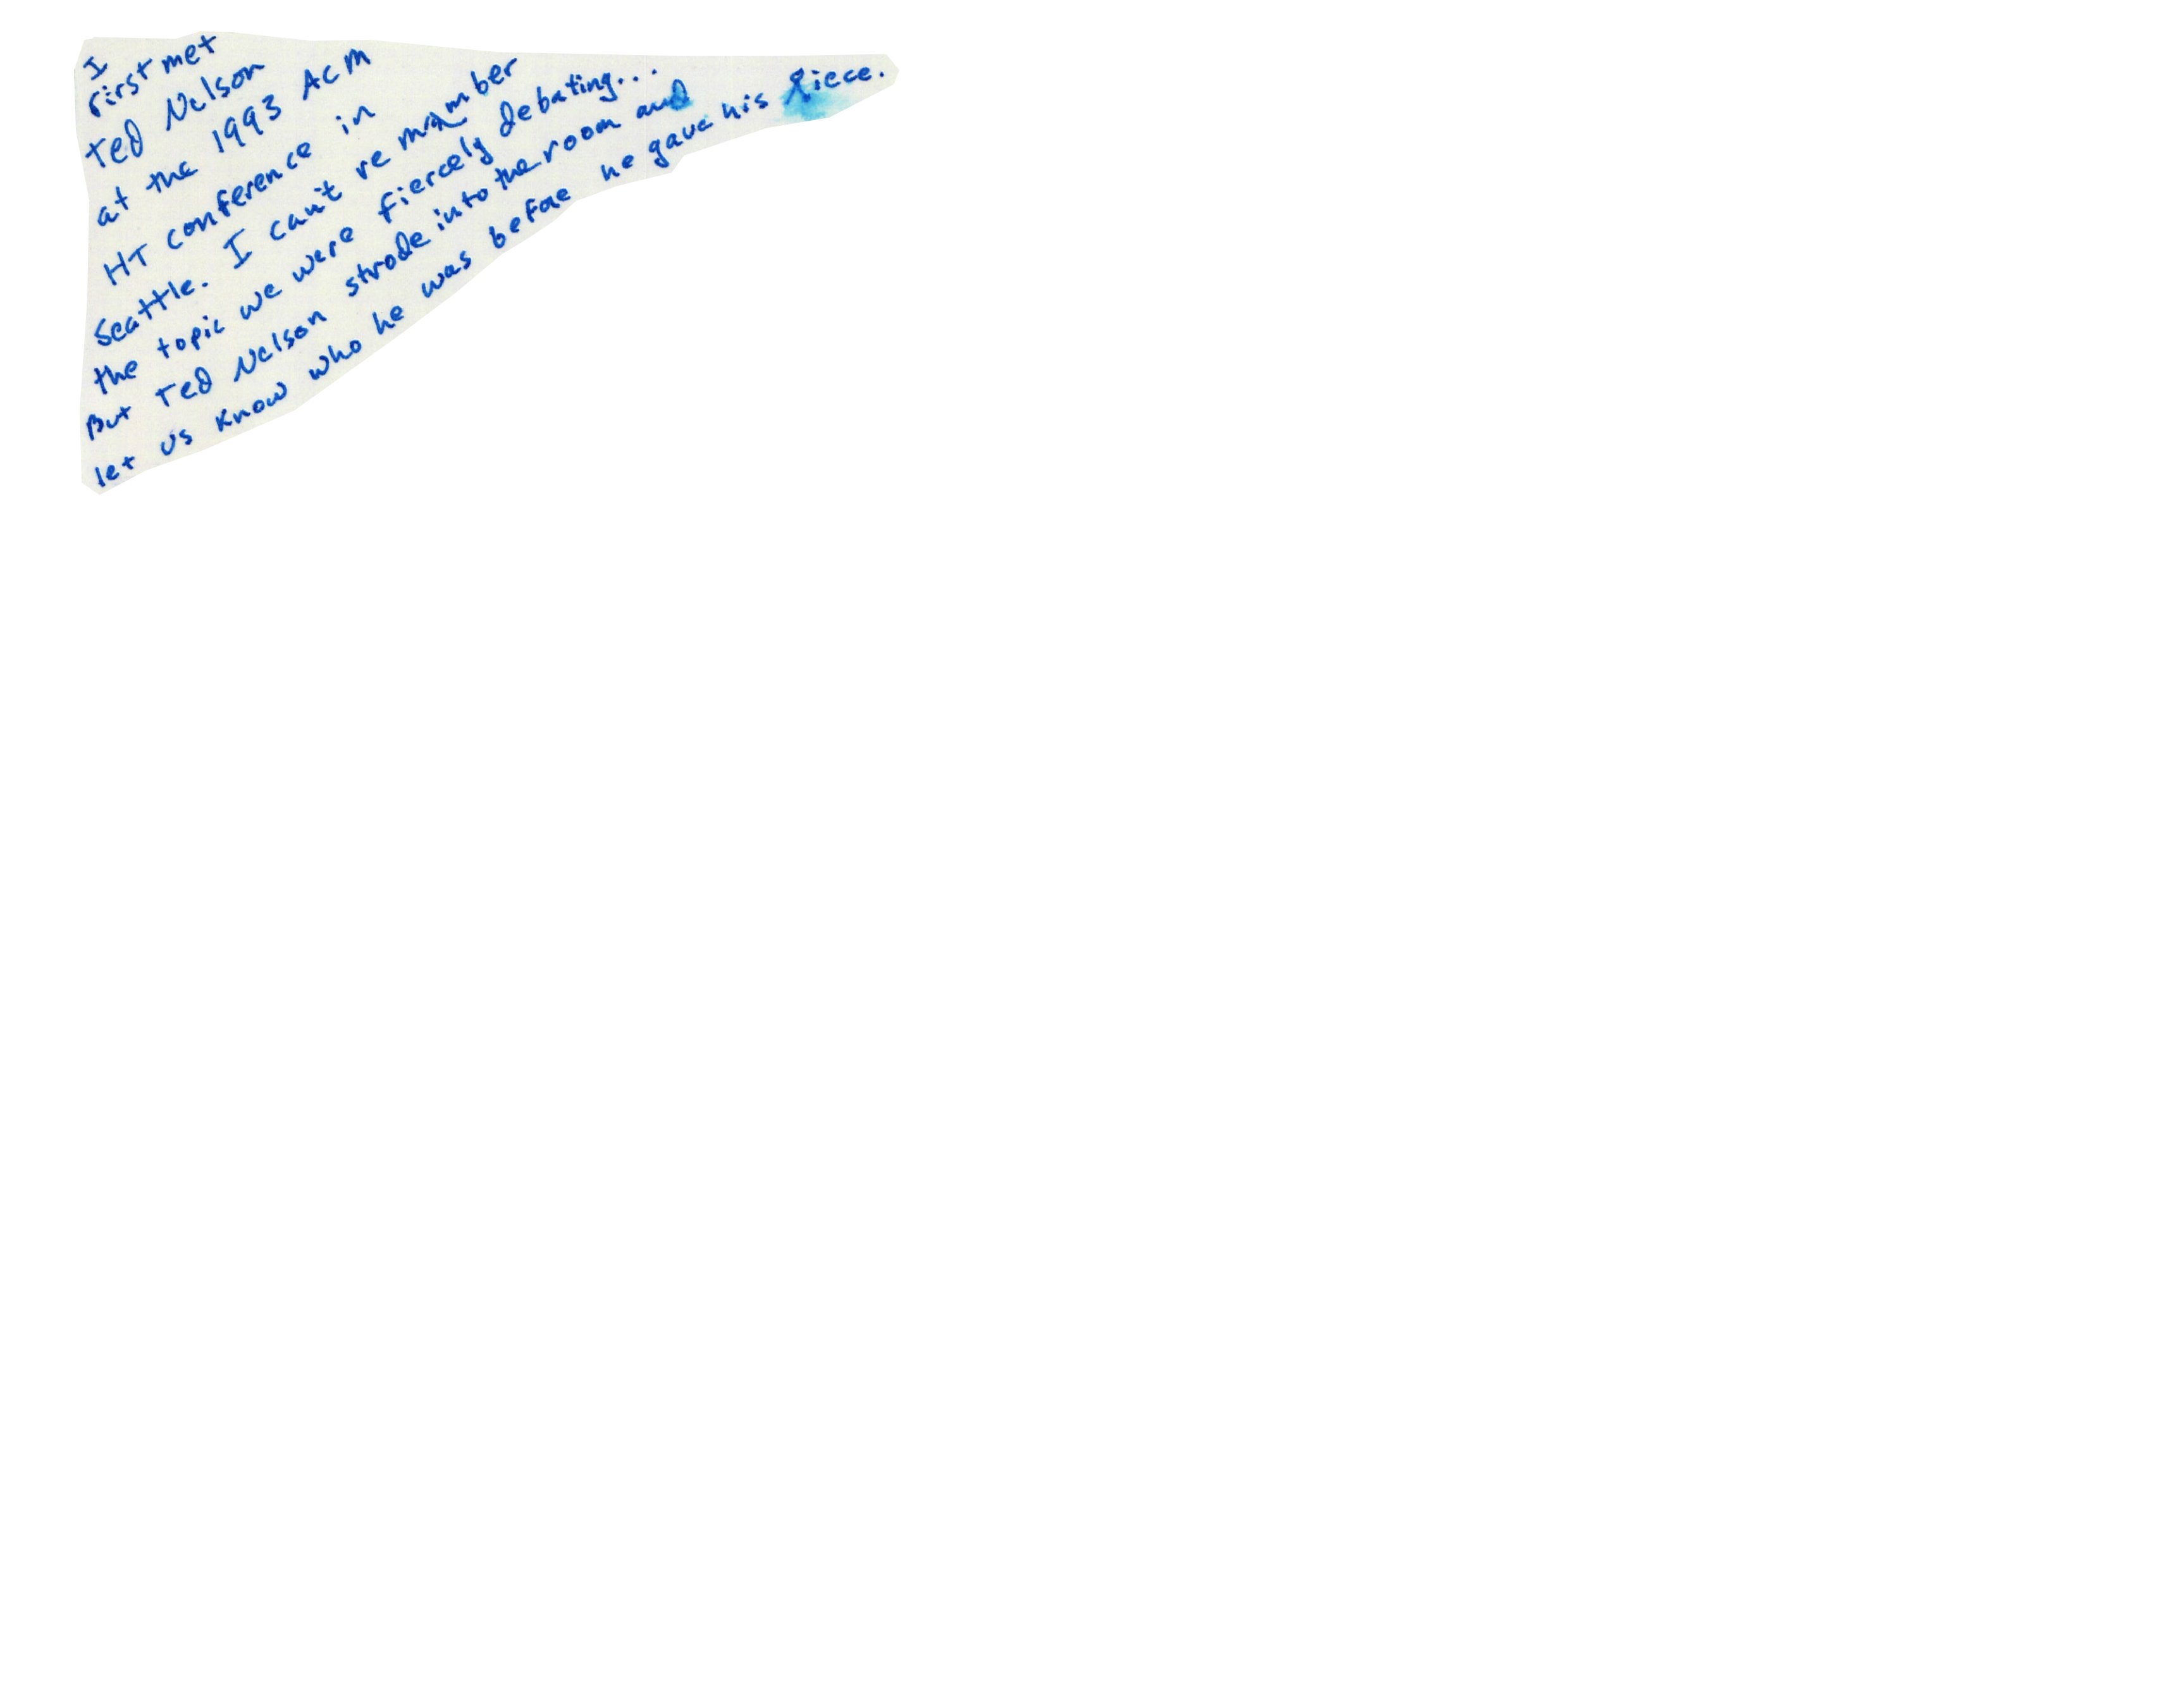 I
first met
Ted Nelson
at the 1993 ACM
HT conference in
Seattle. I can't remember
the topic we were fiercely debating...
But Ted Nelson strode into the room and
let us know who he was before he gave his piece.